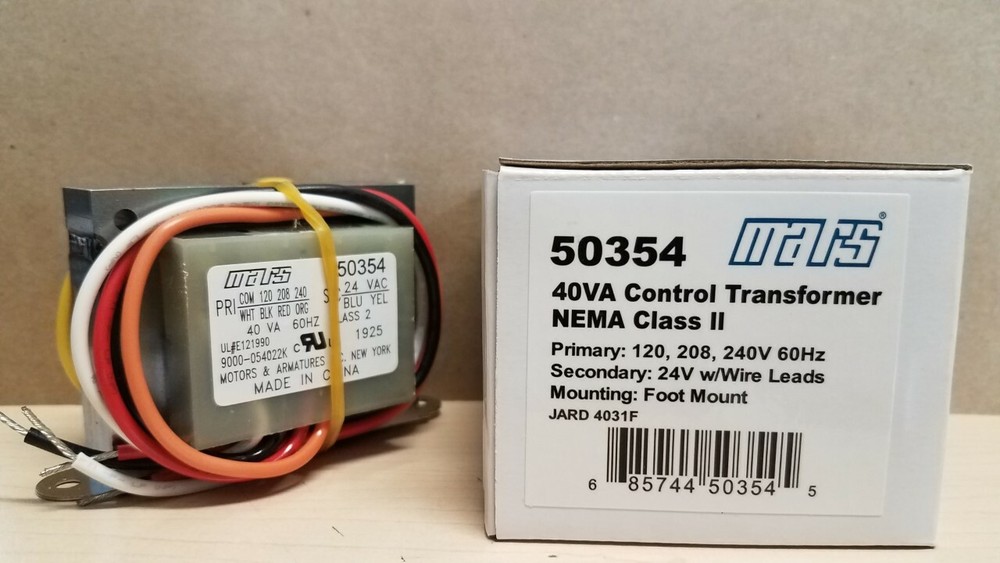 mars 50354
PRI COM 120 208 240 24 VAC
WHT BLK RED ORG BLU YEL
40 VA 60HZ CLASS 2
UL#E121990 1925
9000-054022K
MOTORS & ARMATURES NEW YORK
MADE IN CHINA
50354 mars®
40VA Control Transformer
NEMA Class II
Primary: 120, 208, 240V 60Hz
Secondary: 24V w/Wire Leads
Mounting: Foot Mount
JARD 4031F
6 85744 50354 5